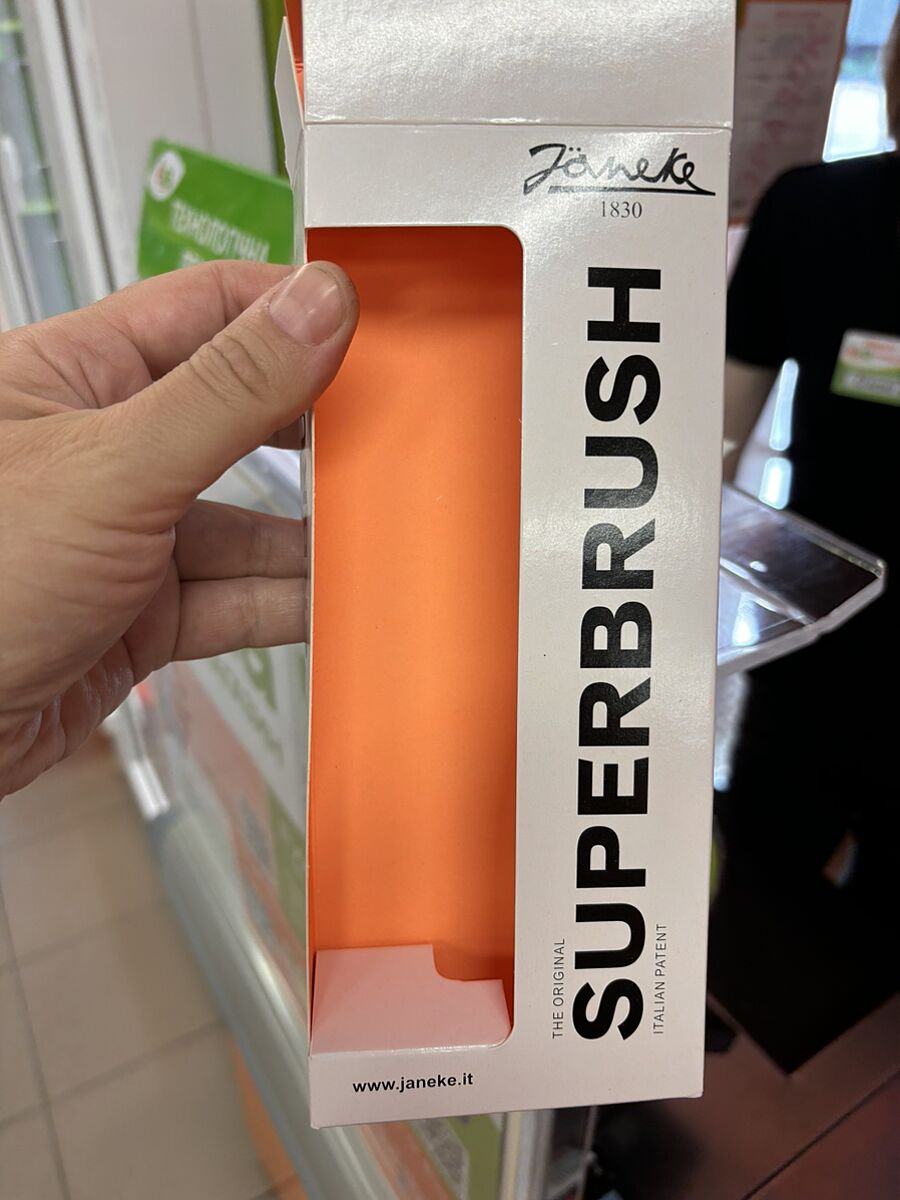 Jäneke
1830
THE ORIGINAL
SUPERBRUSH
ITALIAN PATENT
www.janeke.it